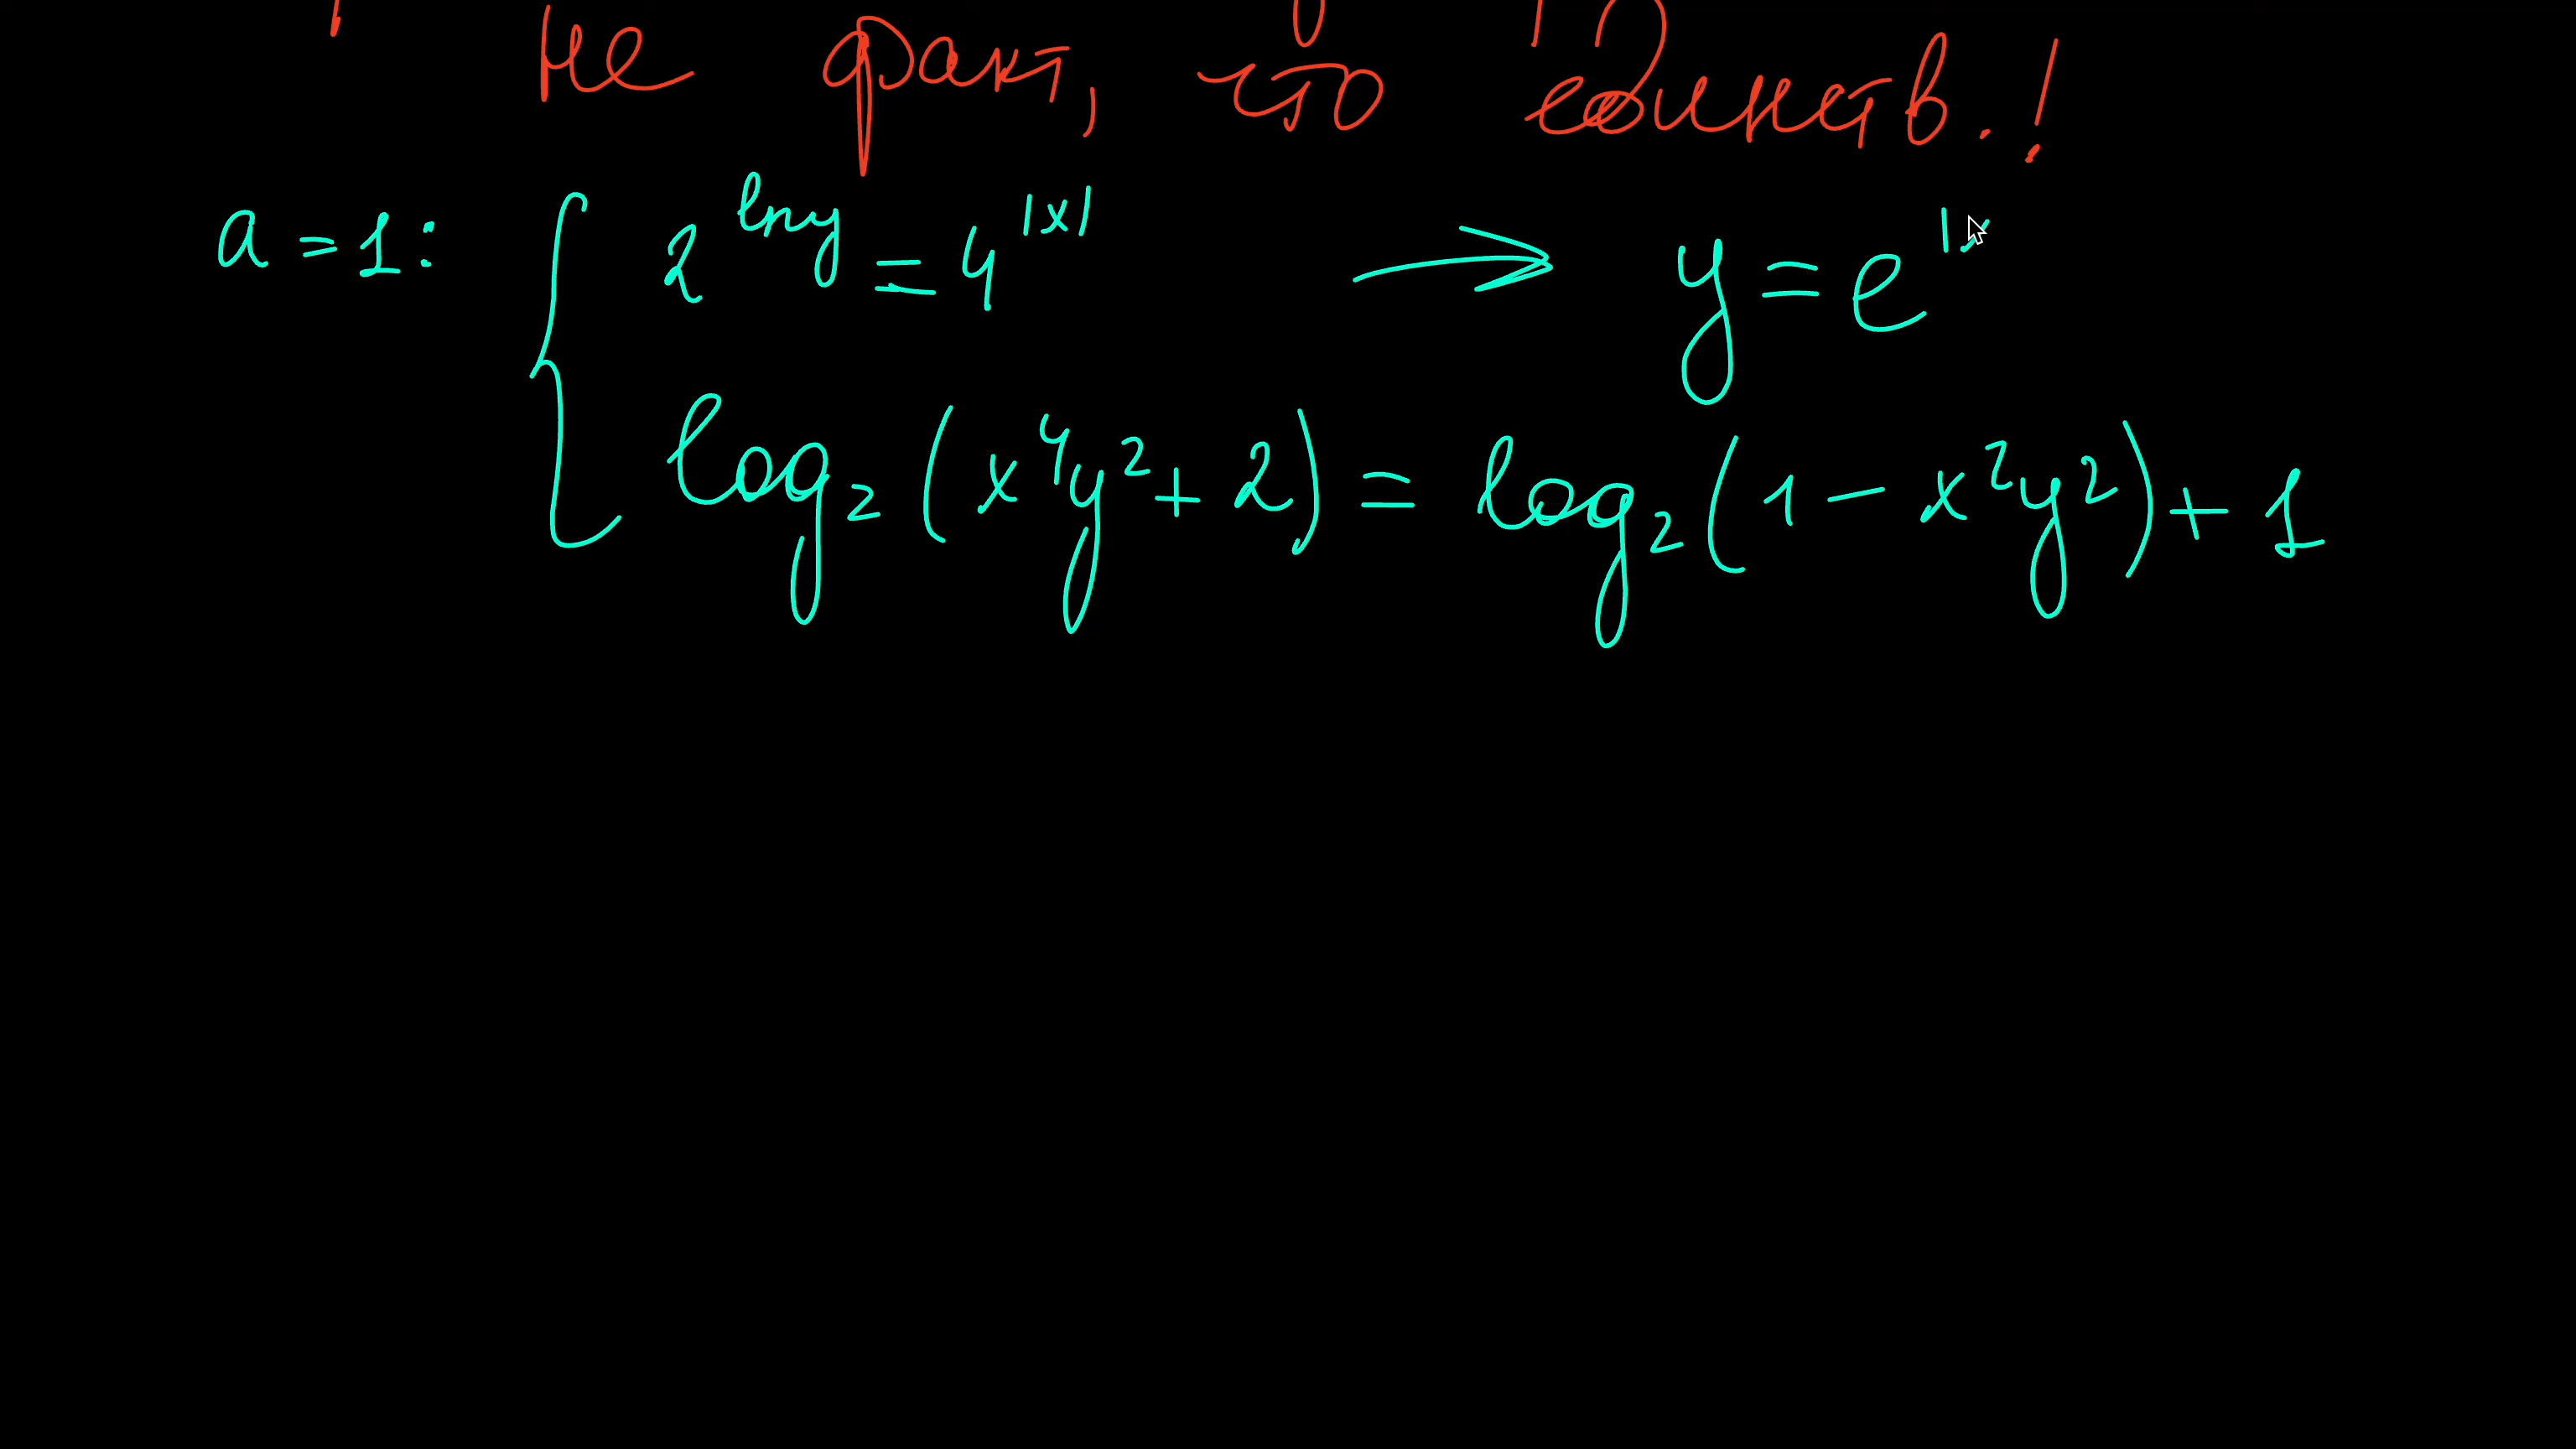 не факт, что единств.!
a = 1: { 2^{ln y} = 4^{|x|} → y = e^{|x
log₂ (x⁴y² + 2) = log₂ (1 − x²y²) + 1